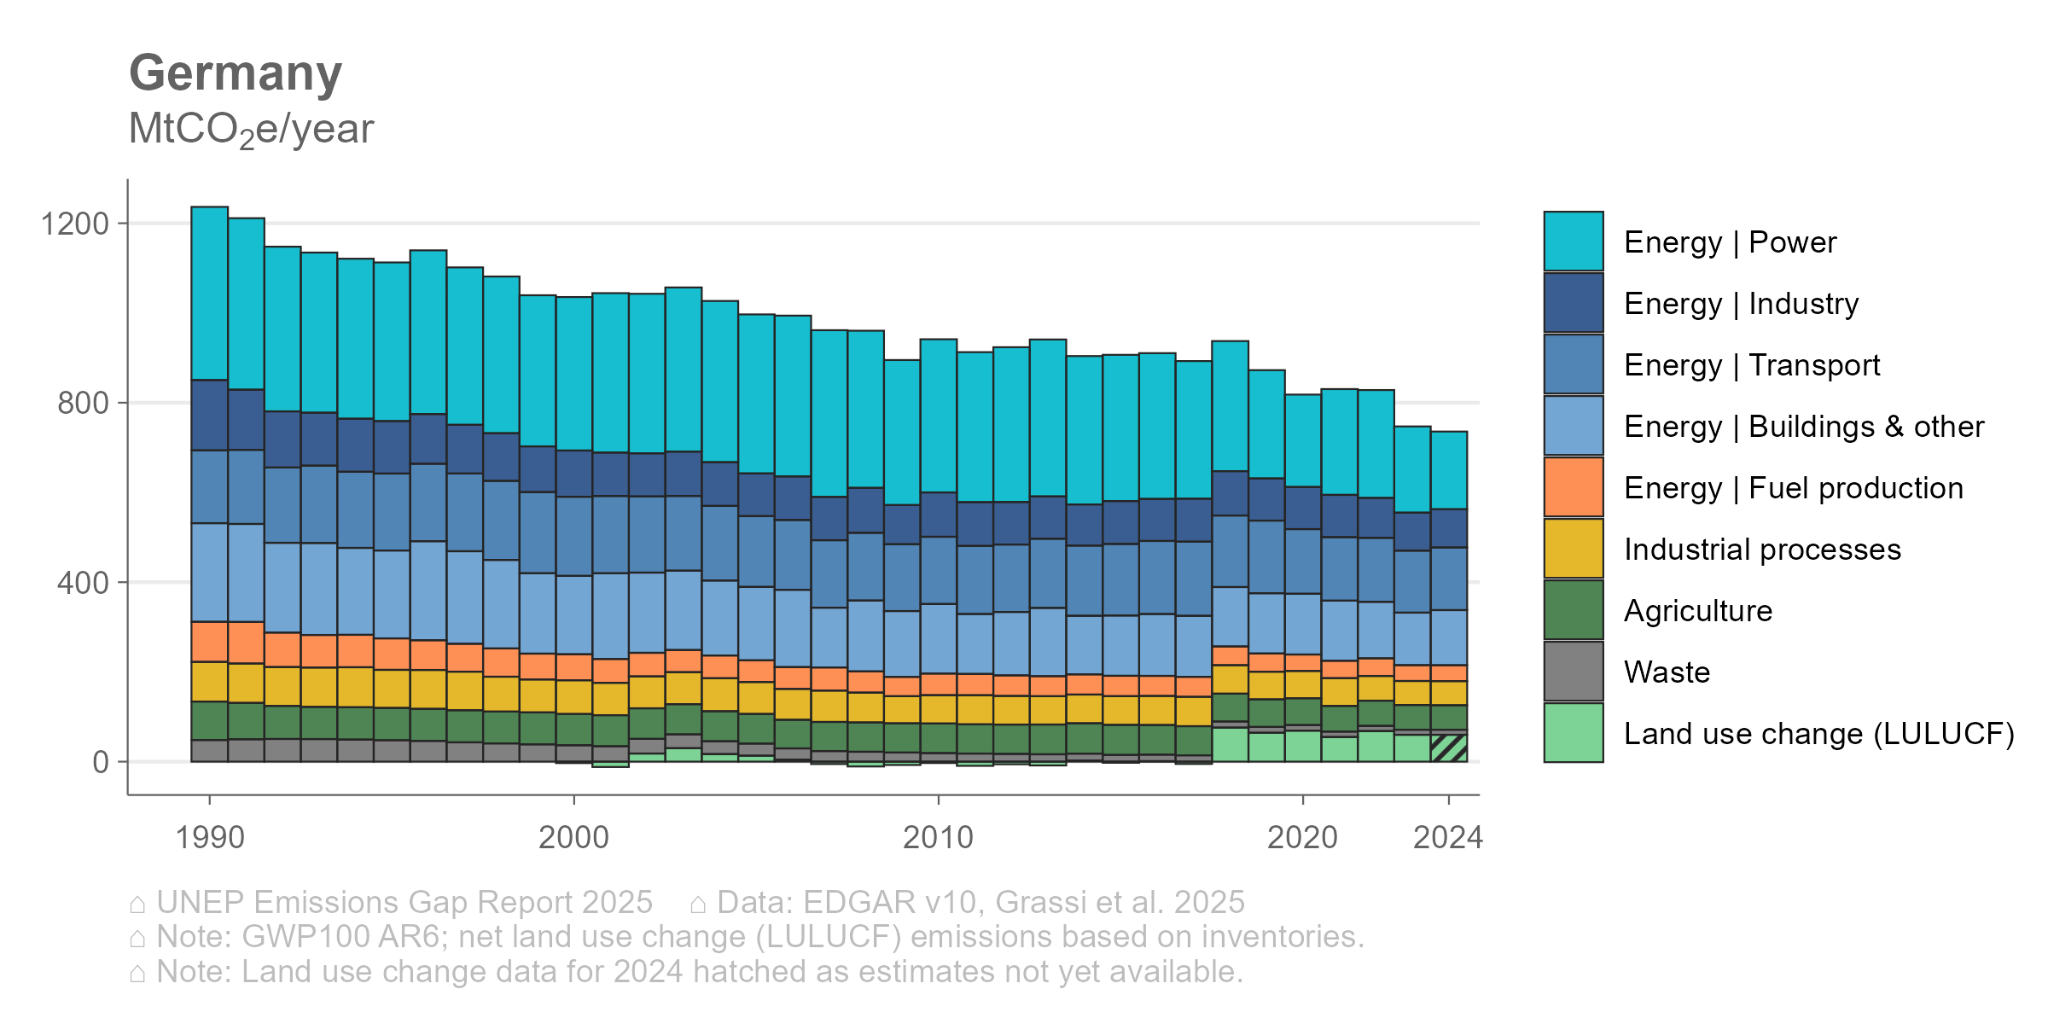 Germany
MtCO₂e/year
1200
800
400
0
1990 2000 2010 2020 2024
Energy | Power
Energy | Industry
Energy | Transport
Energy | Buildings & other
Energy | Fuel production
Industrial processes
Agriculture
Waste
Land use change (LULUCF)
⌂ UNEP Emissions Gap Report 2025 ⌂ Data: EDGAR v10, Grassi et al. 2025
⌂ Note: GWP100 AR6; net land use change (LULUCF) emissions based on inventories.
⌂ Note: Land use change data for 2024 hatched as estimates not yet available.